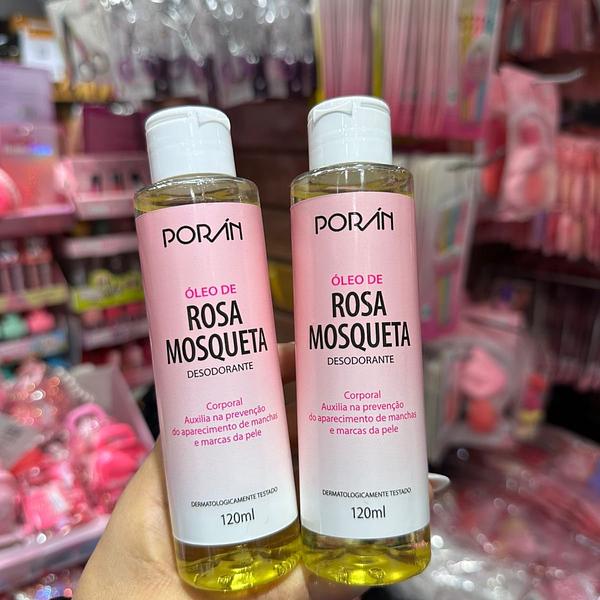 PORÁN
ÓLEO DE
ROSA
MOSQUETA
DESODORANTE
Corporal
Auxilia na prevenção
do aparecimento de manchas
e marcas da pele
DERMATOLOGICAMENTE TESTADO
120ml
PORÁN
ÓLEO DE
ROSA
MOSQUETA
DESODORANTE
Corporal
Auxilia na prevenção
do aparecimento de manchas
e marcas da pele
DERMATOLOGICAMENTE TESTADO
120ml